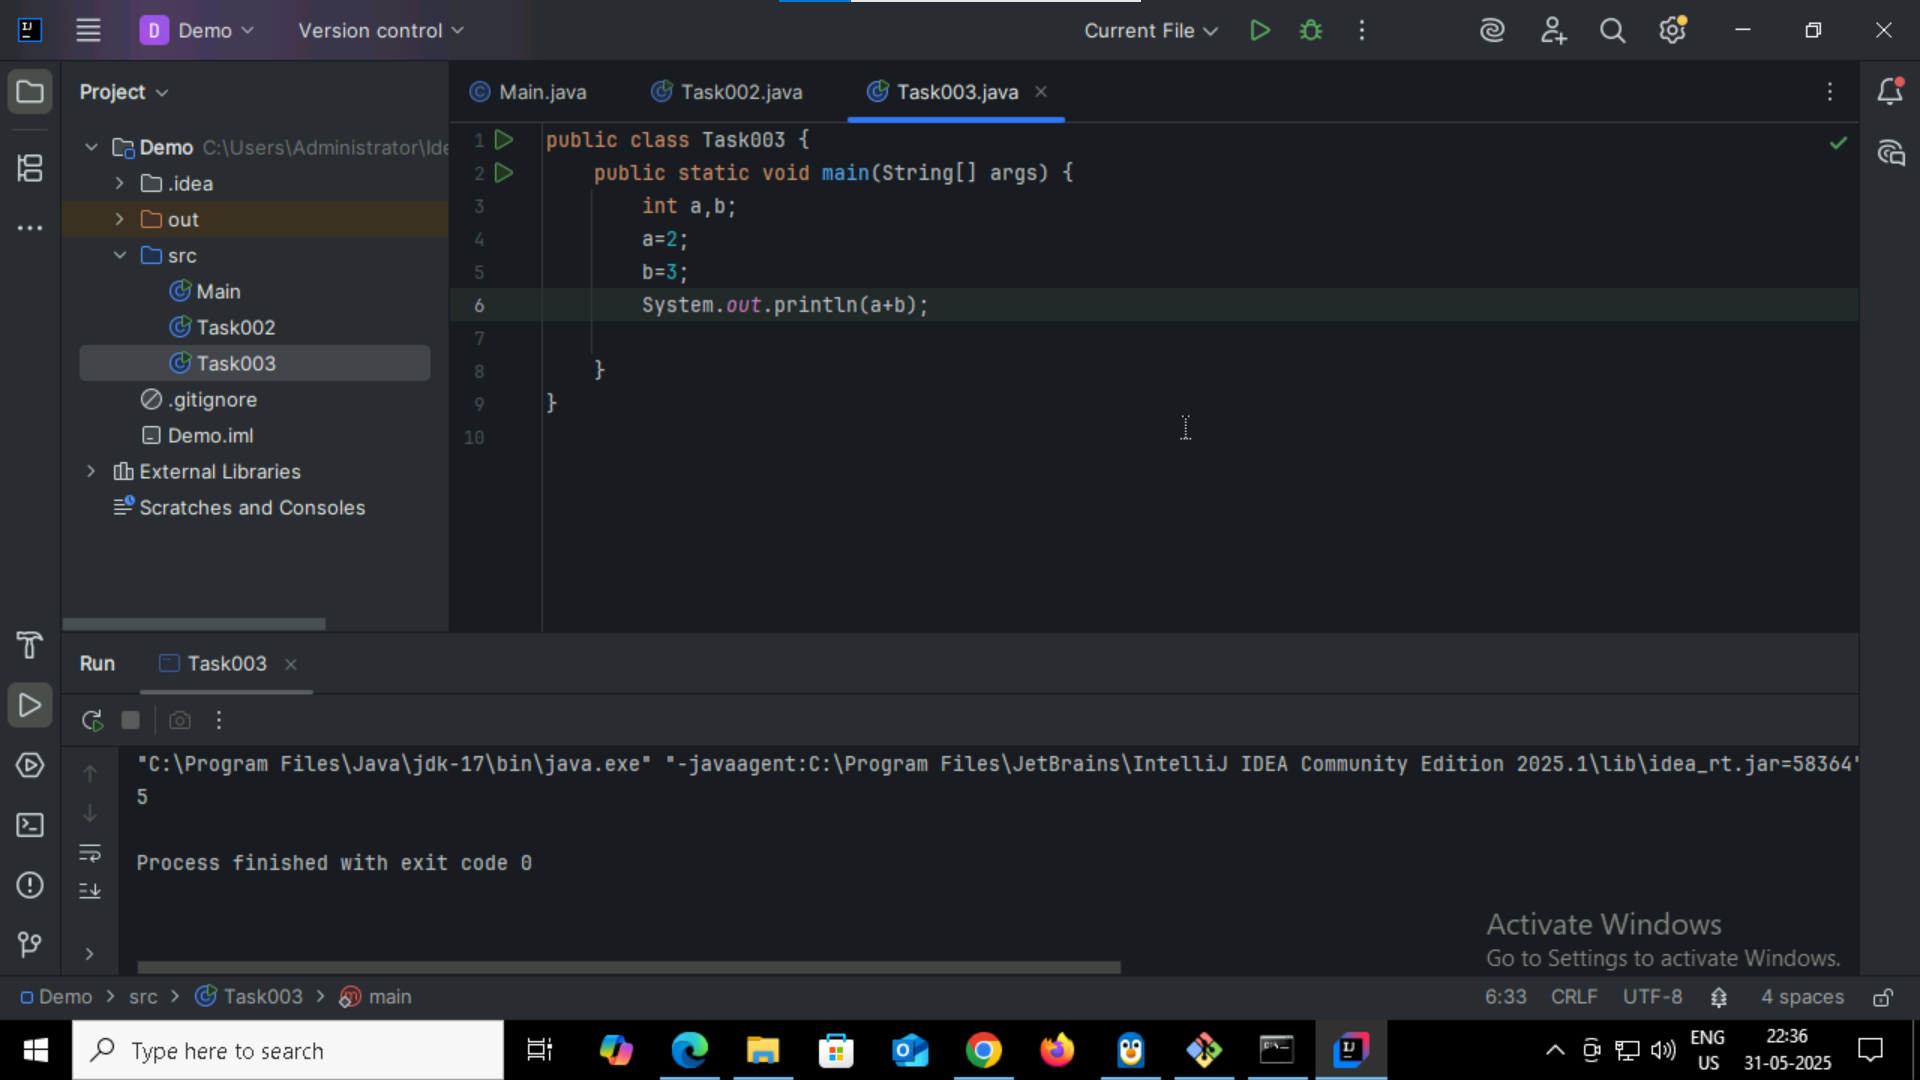 Demo
Version control
Current File
Project
Main.java
Task002.java
Task003.java
Demo C:\Users\Administrator\Ide
.idea
out
src
Main
Task002
Task003
.gitignore
Demo.iml
External Libraries
Scratches and Consoles
1 public class Task003 {
2 public static void main(String[] args) {
3 int a,b;
4 a=2;
5 b=3;
6 System.out.println(a+b);
7
8 }
9 }
10
Run
Task003
"C:\Program Files\Java\jdk-17\bin\java.exe" "-javaagent:C:\Program Files\JetBrains\IntelliJ IDEA Community Edition 2025.1\lib\idea_rt.jar=58364"
5
Process finished with exit code 0
Activate Windows
Go to Settings to activate Windows.
Demo > src > Task003 > main
6:33 CRLF UTF-8 4 spaces
Type here to search
ENG
US
22:36
31-05-2025